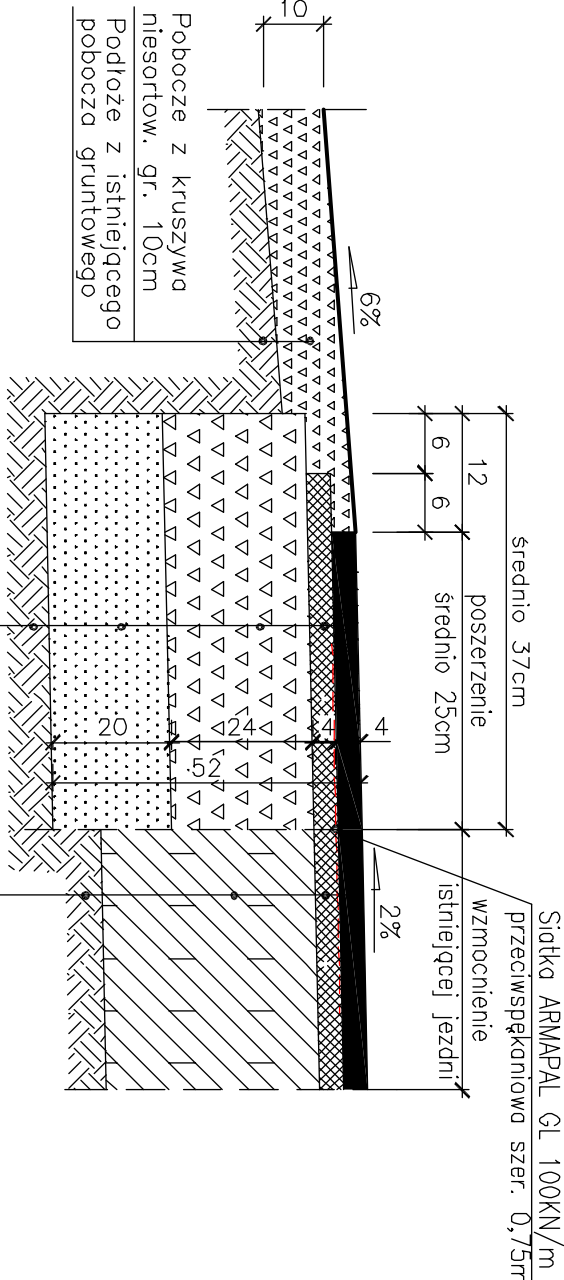 10
Pobocze z kruszywa
niesortow. gr. 10cm
Podłoże z istniejącego
pobocza gruntowego
6%
6
6
12
poszerzenie
średnio 25cm
średnio 37cm
20
24
4
4
52
2%
wzmocnienie
istniejącej jezdni
Siatka ARMAPAL GL 100KN/m
przeciwspękaniowa szer. 0,75m